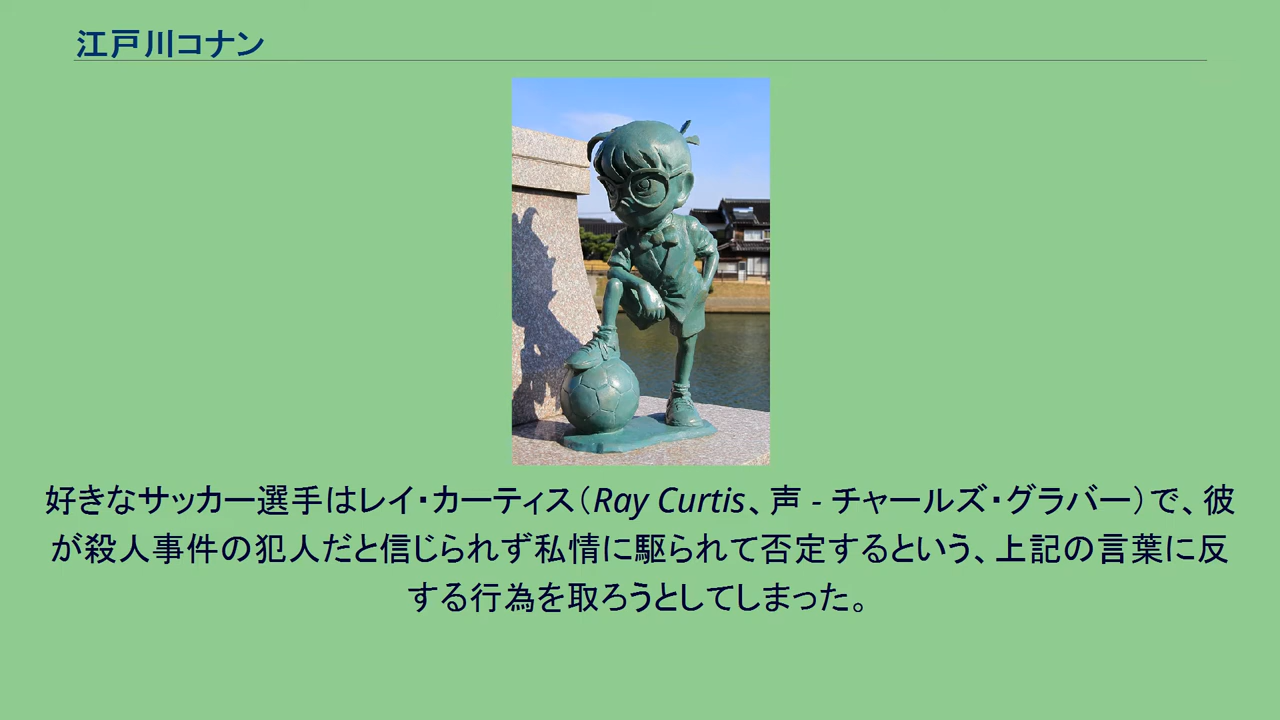 江戸川コナン
好きなサッカー選手はレイ・カーティス（Ray Curtis、声 - チャールズ・グラバー）で、彼
が殺人事件の犯人だと信じられず私情に駆られて否定するという、上記の言葉に反
する行為を取ろうとしてしまった。